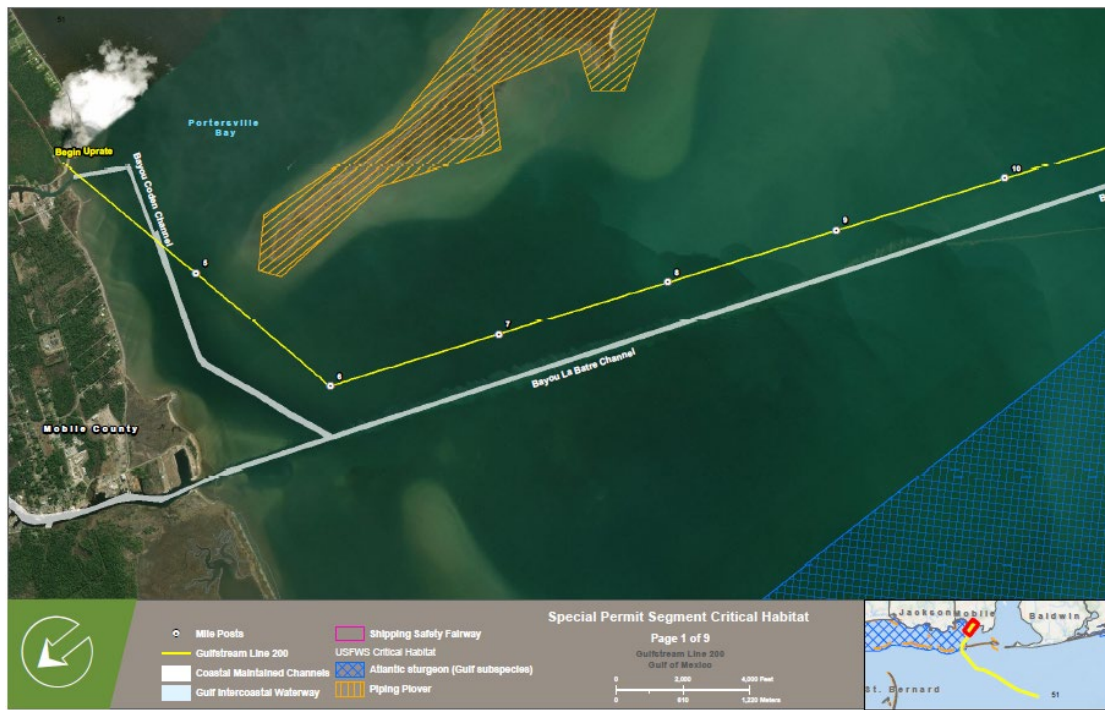 51
Portersville
Bay
Begin Uprate
Bayou Coden Channel
5
6
7
8
9
10
B
Bayou La Batre Channel
Mobile County
Mile Posts
Gulfstream Line 200
Coastal Maintained Channels
Gulf Intercoastal Waterway
Shipping Safety Fairway
USFWS Critical Habitat
Atlantic sturgeon (Gulf subspecies)
Piping Plover
Special Permit Segment Critical Habitat
Page 1 of 9
Gulfstream Line 200
Gulf of Mexico
0 2,000 4,000 Feet
0 610 1,220 Meters
Jackson Mobile
Baldwin
St. Bernard
51